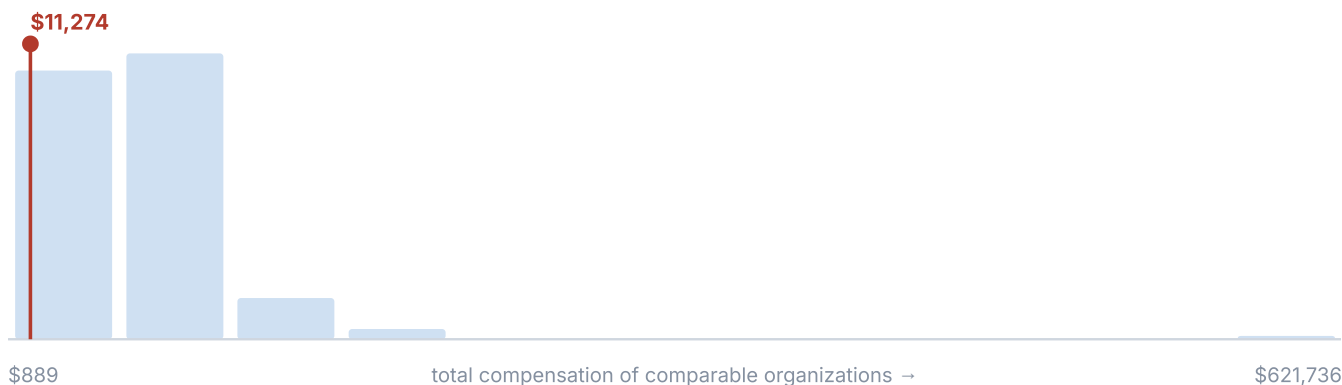 $11,274
$889 total compensation of comparable organizations → $621,736